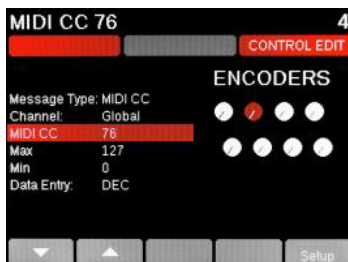 MIDI CC 76 4
CONTROL EDIT
ENCODERS
Message Type: MIDI CC
Channel: Global
MIDI CC 76
Max 127
Min 0
Data Entry: DEC
Setup